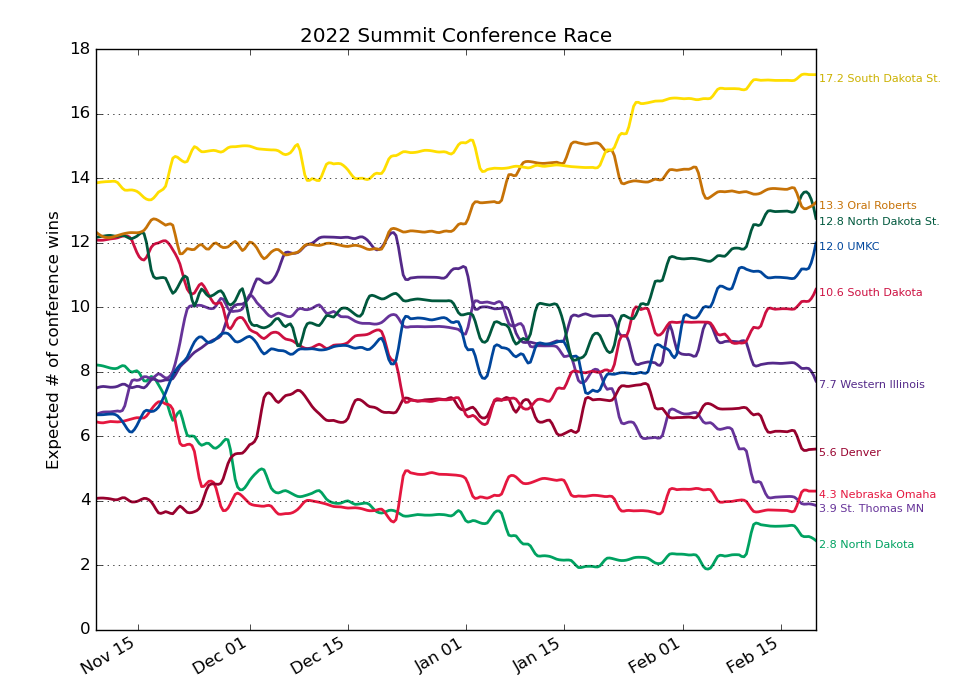 2022 Summit Conference Race
Expected # of conference wins
18
16
14
12
10
8
6
4
2
0
Nov 15
Dec 01
Dec 15
Jan 01
Jan 15
Feb 01
Feb 15
17.2 South Dakota St.
13.3 Oral Roberts
12.8 North Dakota St.
12.0 UMKC
10.6 South Dakota
7.7 Western Illinois
5.6 Denver
4.3 Nebraska Omaha
3.9 St. Thomas MN
2.8 North Dakota